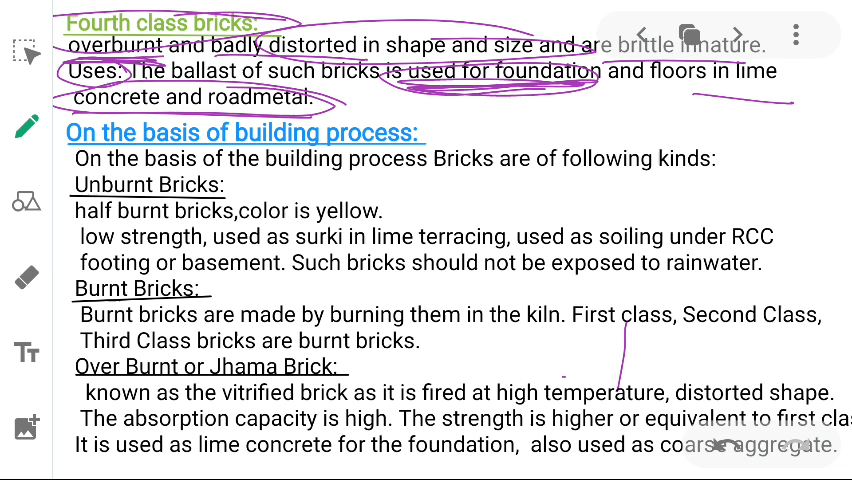 Fourth class bricks:
overburnt and badly distorted in shape and size and are brittle in nature.
Uses: The ballast of such bricks is used for foundation and floors in lime
concrete and roadmetal.
On the basis of building process:
On the basis of the building process Bricks are of following kinds:
Unburnt Bricks:
half burnt bricks,color is yellow.
low strength, used as surki in lime terracing, used as soiling under RCC
footing or basement. Such bricks should not be exposed to rainwater.
Burnt Bricks:
Burnt bricks are made by burning them in the kiln. First class, Second Class,
Third Class bricks are burnt bricks.
Over Burnt or Jhama Brick:
known as the vitrified brick as it is fired at high temperature, distorted shape.
The absorption capacity is high. The strength is higher or equivalent to first clas
It is used as lime concrete for the foundation, also used as coarse aggregate.
Tт